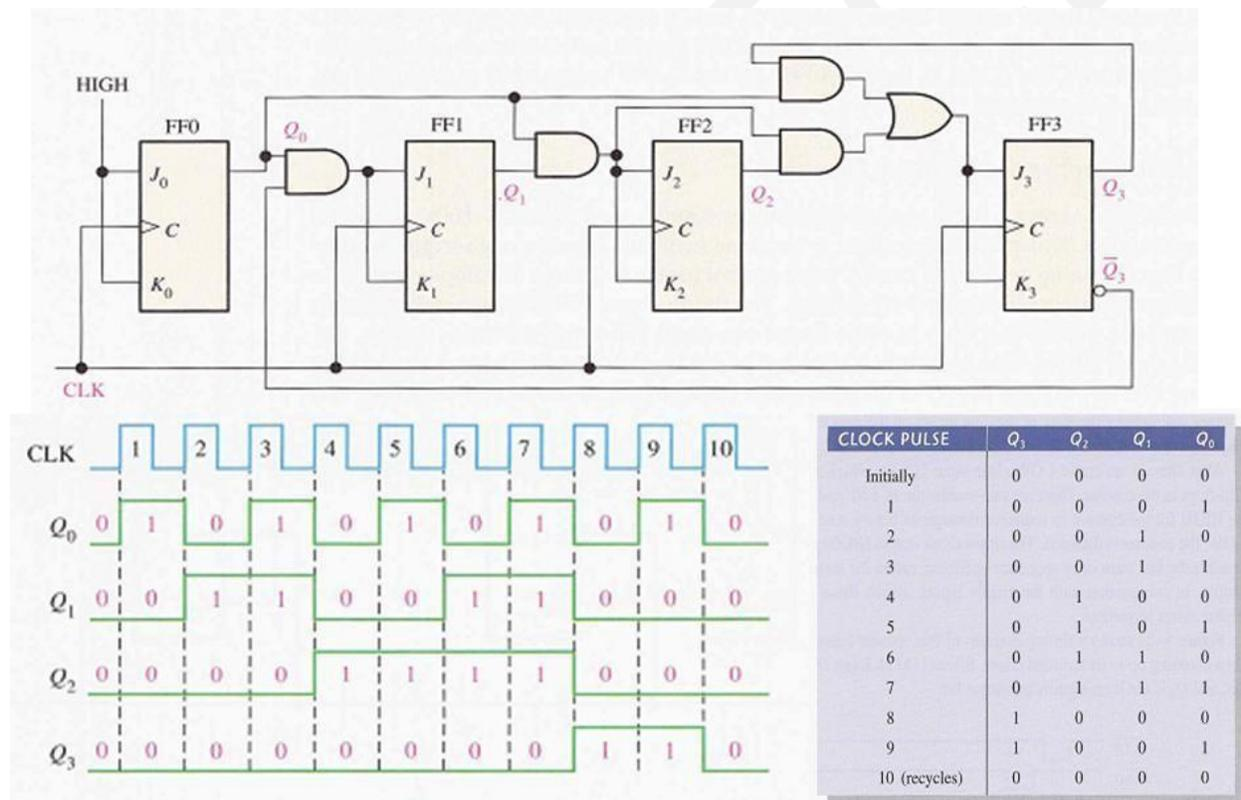 HIGH
FF0
Q0
FF1
FF2
FF3
J0
J1
.Q1
J2
Q2
J3
Q3
C
C
C
C
K0
K1
K2
K3
Q̅3
CLK
CLK 1 2 3 4 5 6 7 8 9 10
Q0 0 1 0 1 0 1 0 1 0 1 0
Q1 0 0 1 1 0 0 1 1 0 0 0
Q2 0 0 0 0 1 1 1 1 0 0 0
Q3 0 0 0 0 0 0 0 0 1 1 0
CLOCK PULSE Q3 Q2 Q1 Q0
Initially 0 0 0 0
1 0 0 0 1
2 0 0 1 0
3 0 0 1 1
4 0 1 0 0
5 0 1 0 1
6 0 1 1 0
7 0 1 1 1
8 1 0 0 0
9 1 0 0 1
10 (recycles) 0 0 0 0